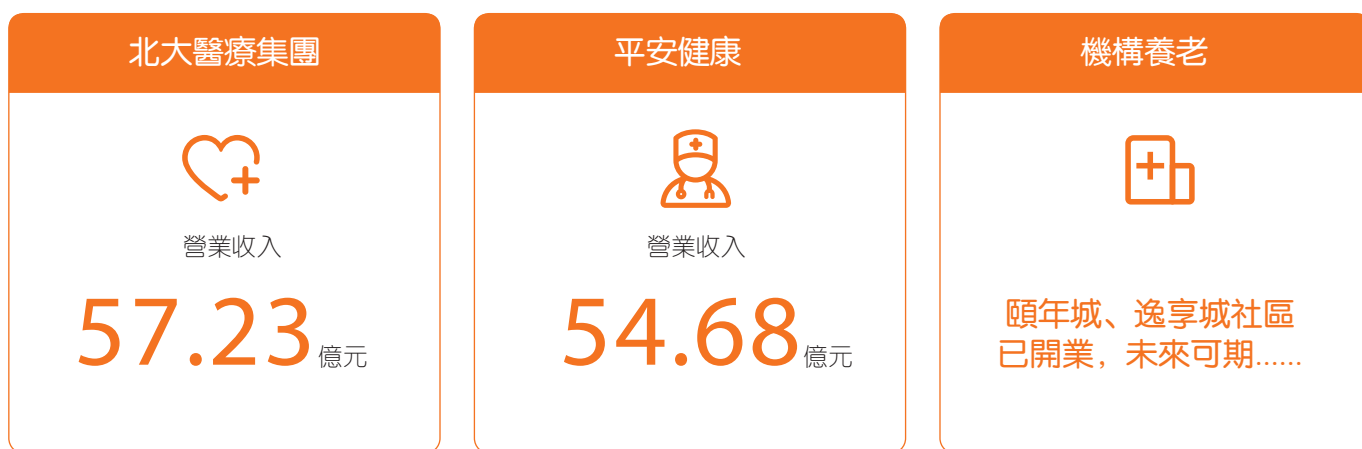 北大醫療集團
營業收入
57.23億元
平安健康
營業收入
54.68億元
機構養老
頤年城、逸享城社區
已開業，未來可期......